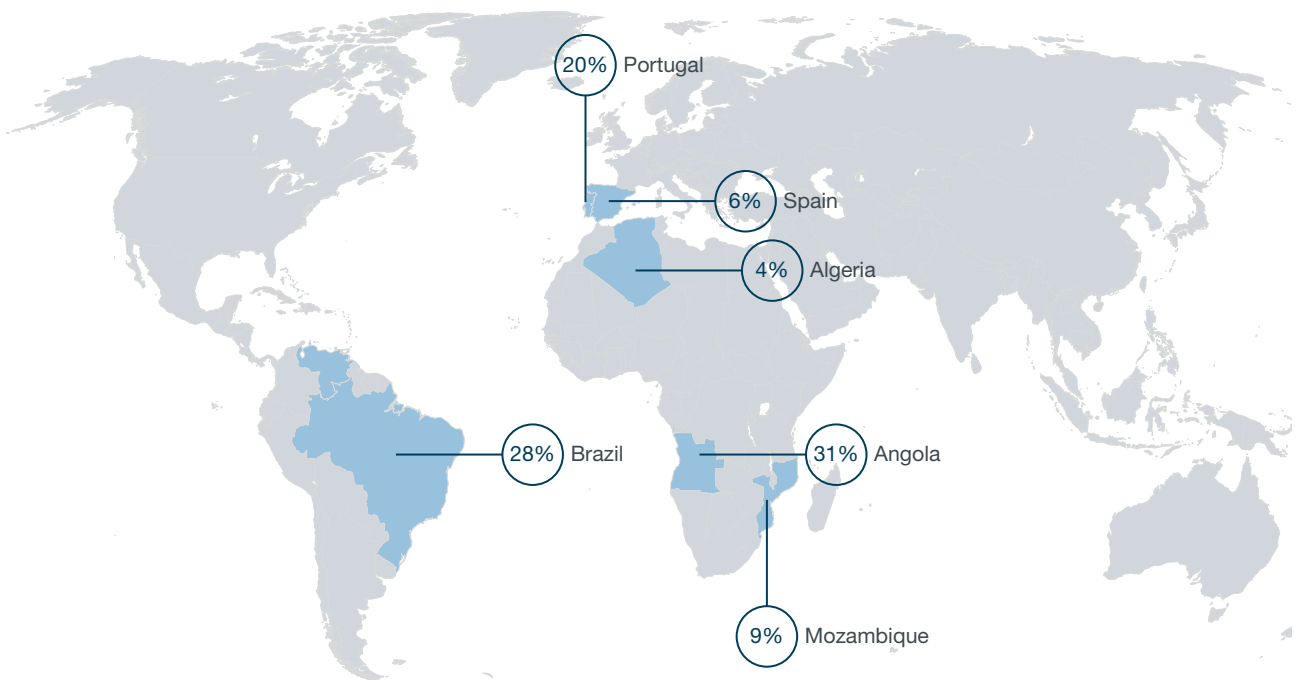 20% Portugal
6% Spain
4% Algeria
28% Brazil
31% Angola
9% Mozambique